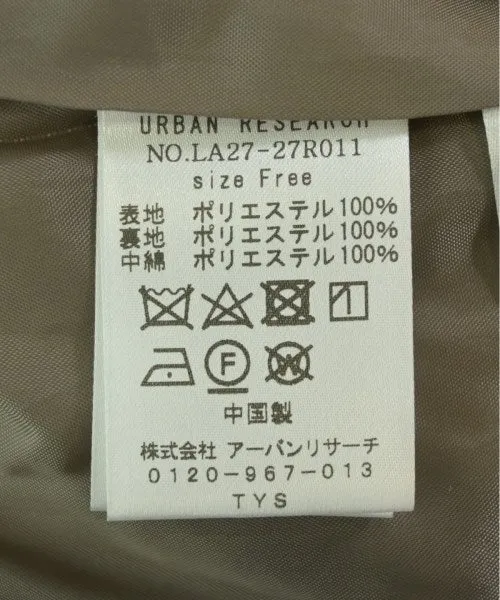 URBAN RESEARCH
NO.LA27-27R011
size Free
表地 ポリエステル100%
裏地 ポリエステル100%
中綿 ポリエステル100%
F
W
中国製
株式会社 アーバンリサーチ
0120-967-013
TYS